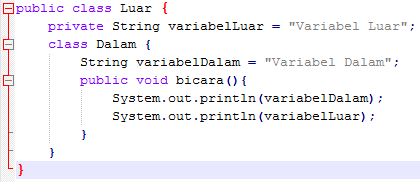 public class Luar {
    private String variabelLuar = "Variabel Luar";
    class Dalam {
        String variabelDalam = "Variabel Dalam";
        public void bicara(){
            System.out.println(variabelDalam);
            System.out.println(variabelLuar);
        }
    }
}